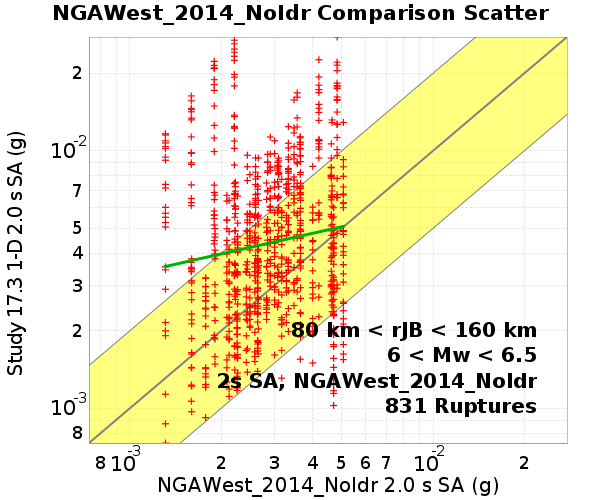 NGAWest_2014_NoIdr Comparison Scatter
Study 17.3 1-D 2.0 s SA (g)
2
10-2
7
5
4
3
2
10-3
8
80 km < rJB < 160 km
6 < Mw < 6.5
2s SA, NGAWest_2014_NoIdr
831 Ruptures
8 10-3 2 3 4 5 6 7 10-2 2
NGAWest_2014_NoIdr 2.0 s SA (g)